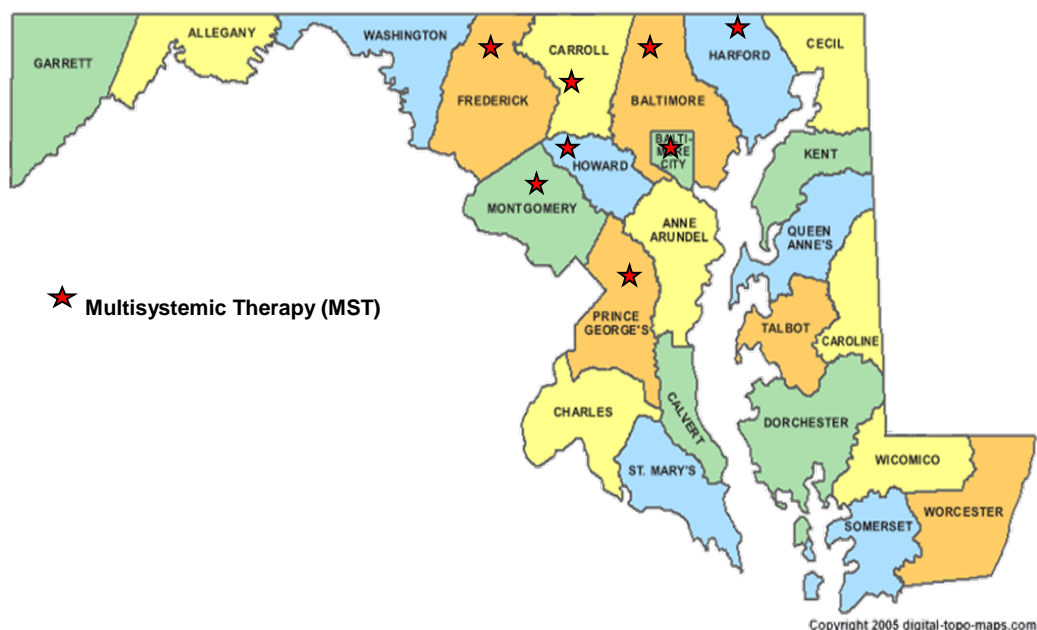 GARRETT
ALLEGANY
WASHINGTON
FREDERICK
CARROLL
BALTIMORE
HARFORD
CECIL
BALTI-
MORE
CITY
HOWARD
MONTGOMERY
KENT
ANNE
ARUNDEL
QUEEN
ANNE'S
Multisystemic Therapy (MST)
PRINCE
GEORGE'S
TALBOT
CAROLINE
CHARLES
CALVERT
DORCHESTER
ST. MARY'S
WICOMICO
SOMERSET
WORCESTER
Copyright 2005 digital-topo-maps.com